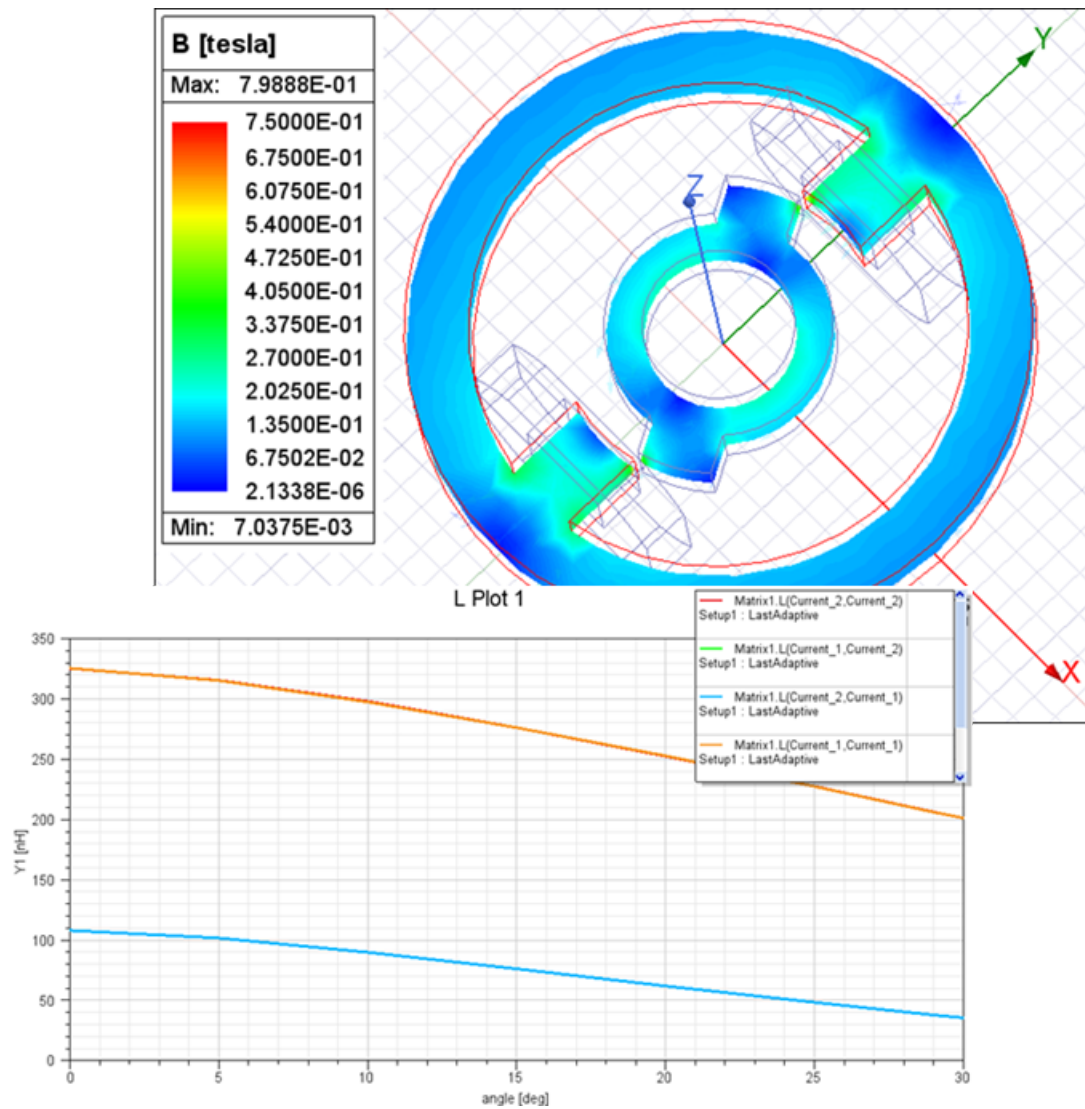 B [tesla]
Max: 7.9888E-01
7.5000E-01
6.7500E-01
6.0750E-01
5.4000E-01
4.7250E-01
4.0500E-01
3.3750E-01
2.7000E-01
2.0250E-01
1.3500E-01
6.7502E-02
2.1338E-06
Min: 7.0375E-03
Y
Z
X
L Plot 1
Matrix1.L(Current_2,Current_2)
Setup1 : LastAdaptive
Matrix1.L(Current_1,Current_2)
Setup1 : LastAdaptive
Matrix1.L(Current_2,Current_1)
Setup1 : LastAdaptive
Matrix1.L(Current_1,Current_1)
Setup1 : LastAdaptive
350
300
250
200
150
100
50
0
Y1 [nH]
0 5 10 15 20 25 30
angle [deg]